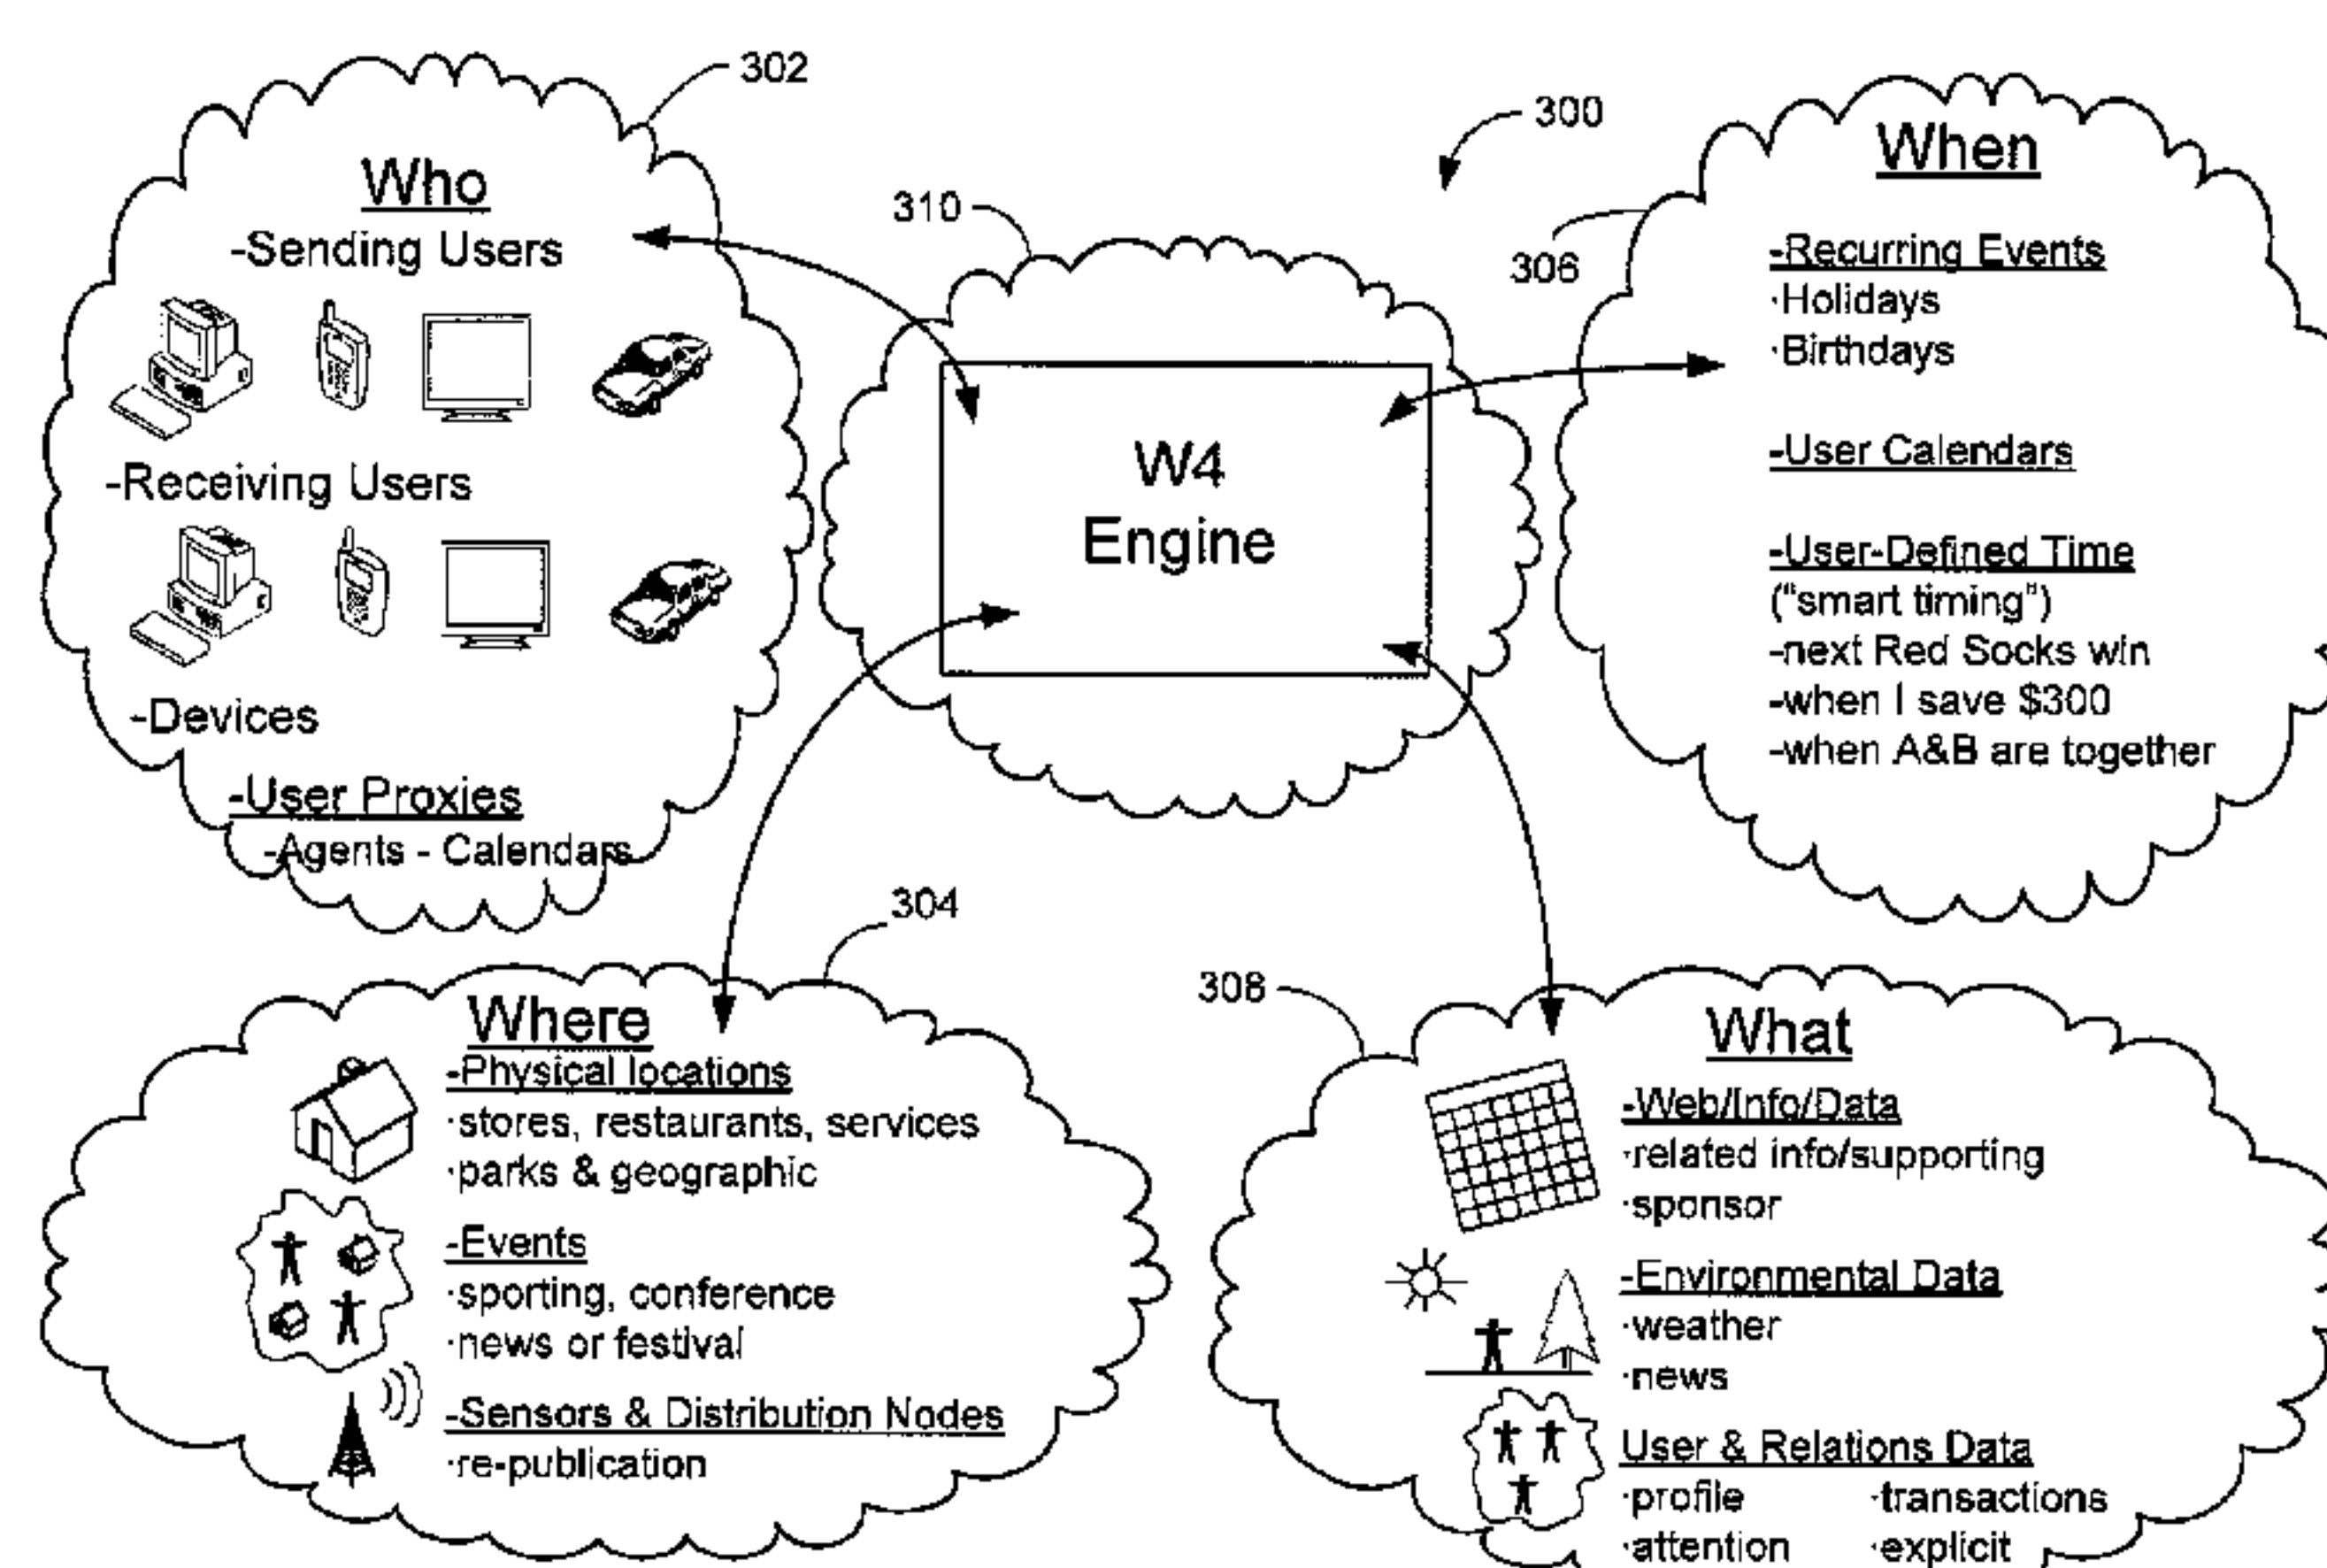 302
Who
-Sending Users
-Receiving Users
-Devices
-User Proxies
-Agents - Calendars
300
310
W4
Engine
When
306
-Recurring Events
·Holidays
·Birthdays
-User Calendars
-User-Defined Time
("smart timing")
-next Red Socks win
-when I save $300
-when A&B are together
304
Where
-Physical locations
·stores, restaurants, services
·parks & geographic
-Events
·sporting, conference
·news or festival
-Sensors & Distribution Nodes
·re-publication
308
What
-Web/Info/Data
·related info/supporting
·sponsor
-Environmental Data
·weather
·news
User & Relations Data
·profile ·transactions
·attention ·explicit